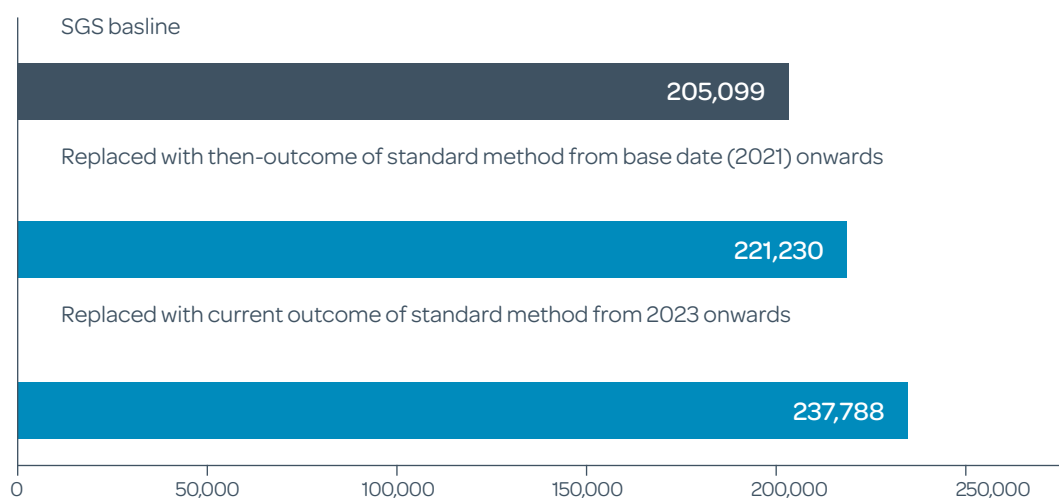 SGS basline
205,099
Replaced with then-outcome of standard method from base date (2021) onwards
221,230
Replaced with current outcome of standard method from 2023 onwards
237,788
0 50,000 100,000 150,000 200,000 250,000